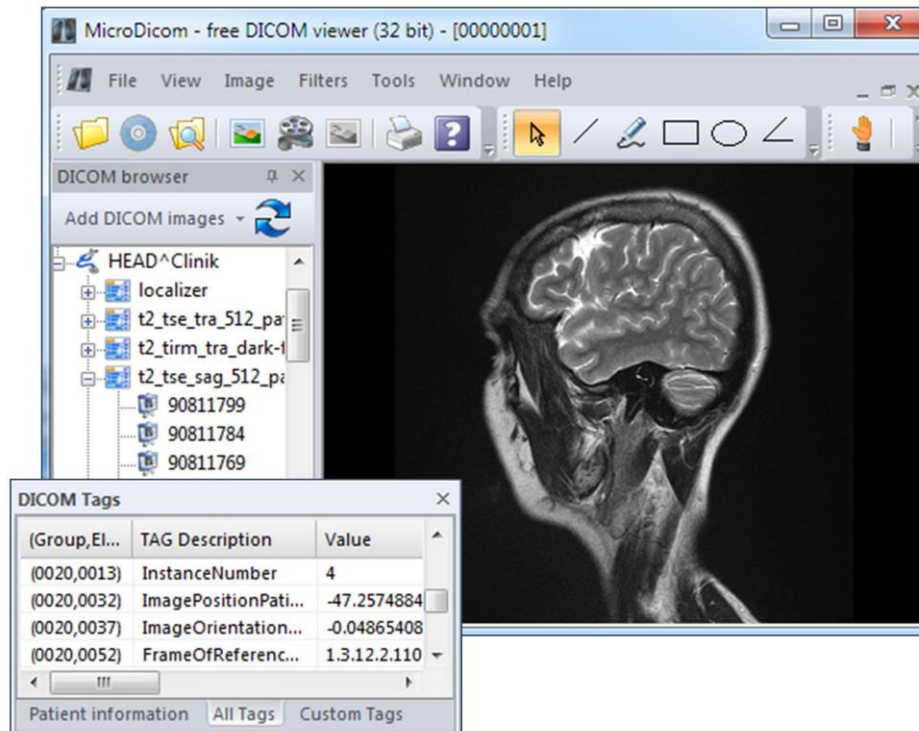 MicroDicom - free DICOM viewer (32 bit) - [00000001]
File View Image Filters Tools Window Help
DICOM browser
Add DICOM images
HEAD^Clinik
localizer
t2_tse_tra_512_pa
t2_tirm_tra_dark-
t2_tse_sag_512_pa
90811799
90811784
90811769
DICOM Tags
(Group,El... TAG Description Value
(0020,0013) InstanceNumber 4
(0020,0032) ImagePositionPati... -47.2574884
(0020,0037) ImageOrientation... -0.04865408
(0020,0052) FrameOfReferenc... 1.3.12.2.110
Patient information All Tags Custom Tags